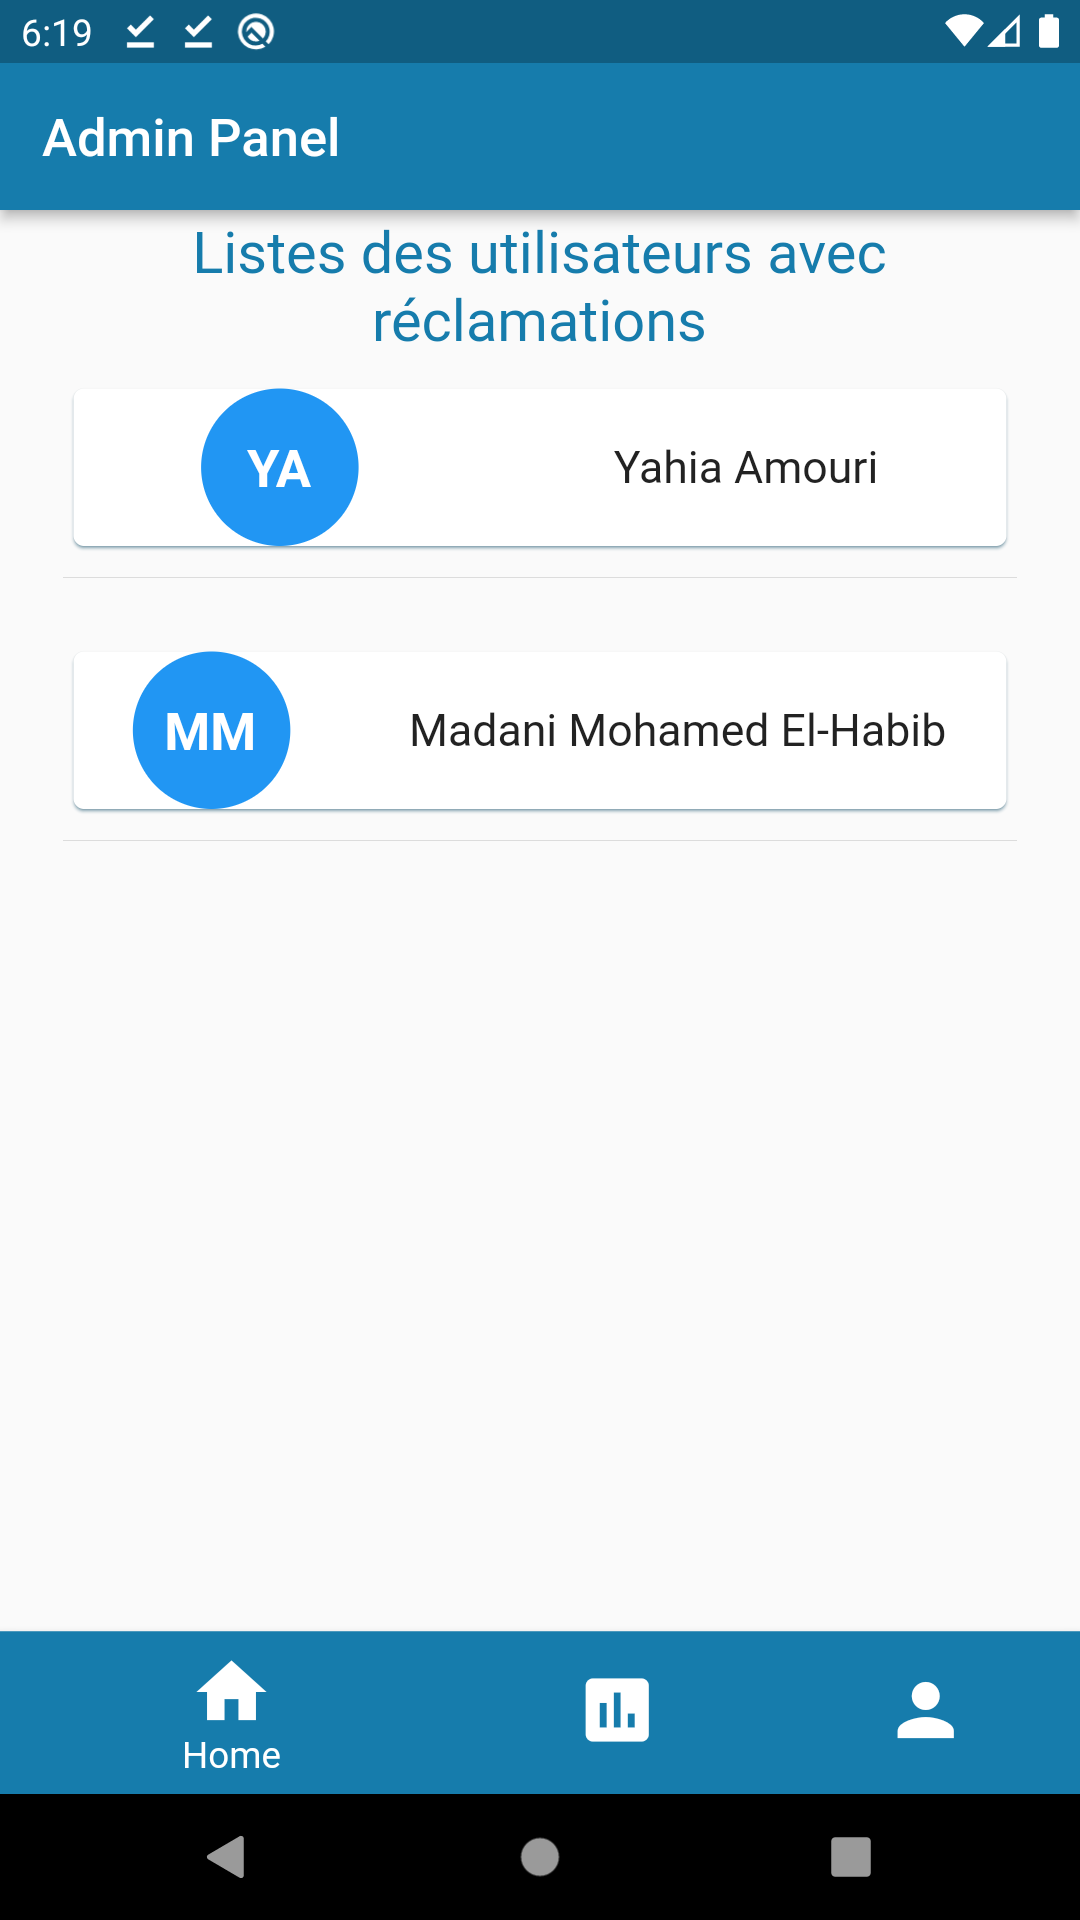 6:19
Admin Panel
Listes des utilisateurs avec
réclamations
YA Yahia Amouri
MM Madani Mohamed El-Habib
Home